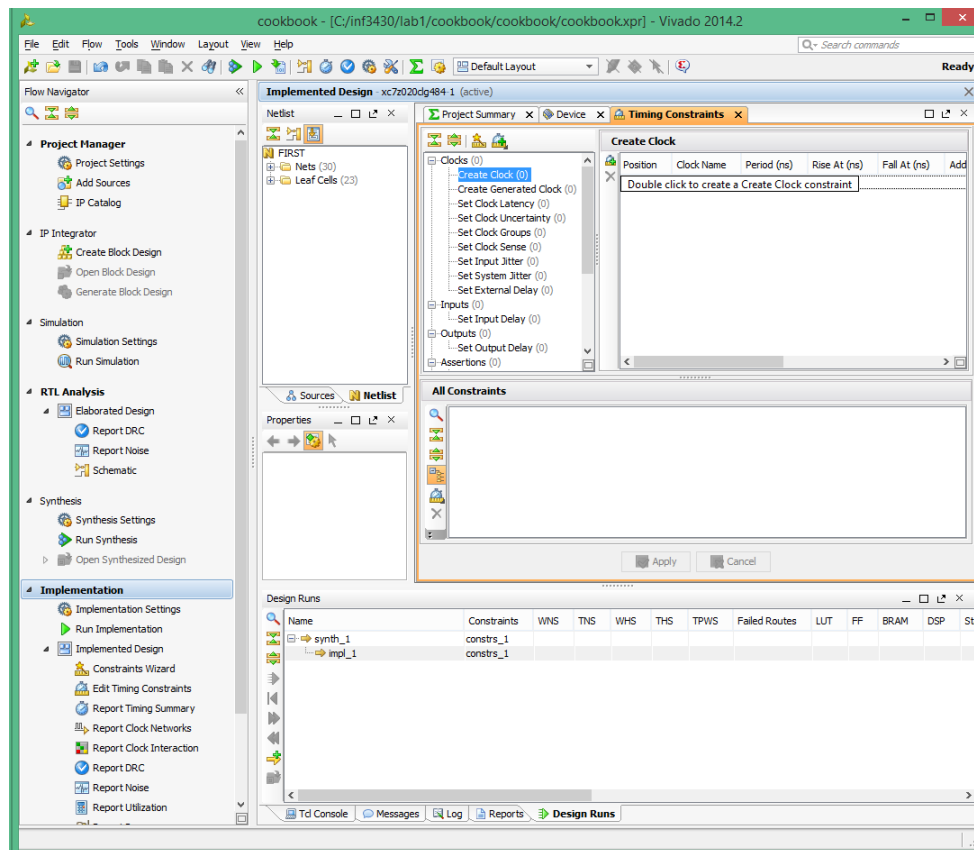 cookbook - [C:/inf3430/lab1/cookbook/cookbook/cookbook.xpr] - Vivado 2014.2
File Edit Flow Tools Window Layout View Help
Search commands
Default Layout
Ready
Flow Navigator
Project Manager
Project Settings
Add Sources
IP Catalog
IP Integrator
Create Block Design
Open Block Design
Generate Block Design
Simulation
Simulation Settings
Run Simulation
RTL Analysis
Elaborated Design
Report DRC
Report Noise
Schematic
Synthesis
Synthesis Settings
Run Synthesis
Open Synthesized Design
Implementation
Implementation Settings
Run Implementation
Implemented Design
Constraints Wizard
Edit Timing Constraints
Report Timing Summary
Report Clock Networks
Report Clock Interaction
Report DRC
Report Noise
Report Utilization
Implemented Design - xc7z020clg484-1 (active)
Netlist
FIRST
Nets (30)
Leaf Cells (23)
Sources Netlist
Properties
Project Summary Device Timing Constraints
Clocks (0)
Create Clock (0)
Create Generated Clock (0)
Set Clock Latency (0)
Set Clock Uncertainty (0)
Set Clock Groups (0)
Set Clock Sense (0)
Set Input Jitter (0)
Set System Jitter (0)
Set External Delay (0)
Inputs (0)
Set Input Delay (0)
Outputs (0)
Set Output Delay (0)
Assertions (0)
Create Clock
Position Clock Name Period (ns) Rise At (ns) Fall At (ns) Add
Double click to create a Create Clock constraint
All Constraints
Apply Cancel
Design Runs
Name Constraints WNS TNS WHS THS TPWS Failed Routes LUT FF BRAM DSP St
synth_1 constrs_1
impl_1 constrs_1
Tcl Console Messages Log Reports Design Runs